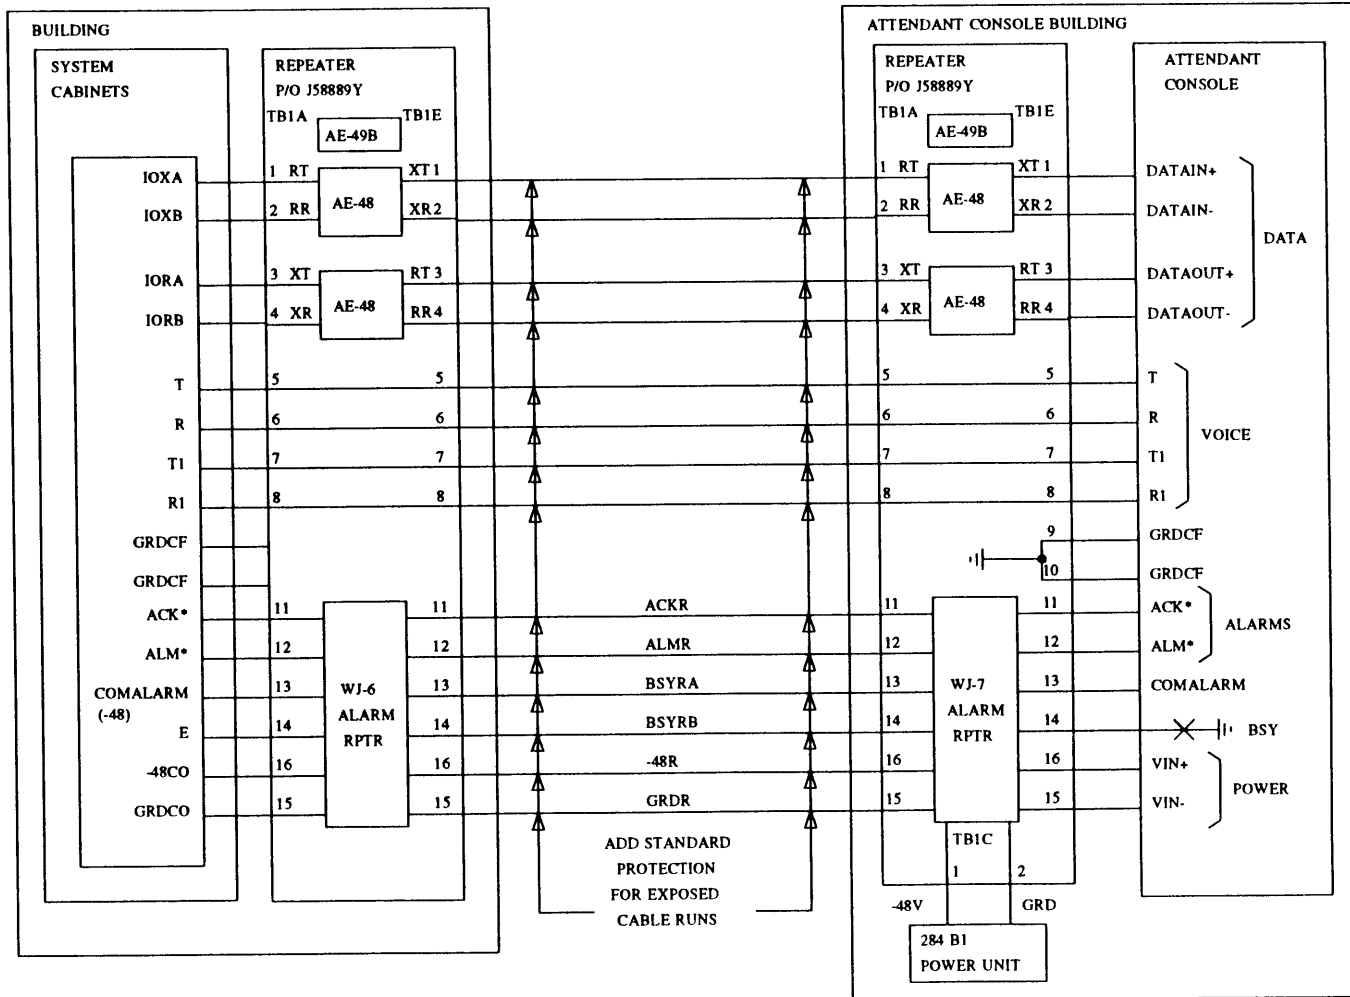 BUILDING
SYSTEM
CABINETS
REPEATER
P/O J58889Y
TB1A
TB1E
AE-49B
IOXA
1 RT
XT 1
AE-48
IOXB
2 RR
XR 2
IORA
3 XT
RT 3
AE-48
IORB
4 XR
RR 4
T
5
5
R
6
6
T1
7
7
R1
8
8
GRDCF
GRDCF
ACK*
11
11
ALM*
12
12
COMALARM
(-48)
13
13
WJ-6
ALARM
RPTR
E
14
14
-48CO
16
16
GRDCO
15
15
ACKR
ALMR
BSYRA
BSYRB
-48R
GRDR
ADD STANDARD
PROTECTION
FOR EXPOSED
CABLE RUNS
ATTENDANT CONSOLE BUILDING
REPEATER
P/O J58889Y
TB1A
TB1E
AE-49B
1 RT
XT 1
AE-48
2 RR
XR 2
3 XT
RT 3
AE-48
4 XR
RR 4
5
5
6
6
7
7
8
8
9
10
11
11
12
12
13
13
WJ-7
ALARM
RPTR
14
14
16
16
15
15
TB1C
1
2
-48V
GRD
284 B1
POWER UNIT
ATTENDANT
CONSOLE
DATAIN+
DATAIN-
DATA
DATAOUT+
DATAOUT-
T
R
VOICE
T1
R1
GRDCF
GRDCF
ACK*
ALARMS
ALM*
COMALARM
BSY
VIN+
POWER
VIN-